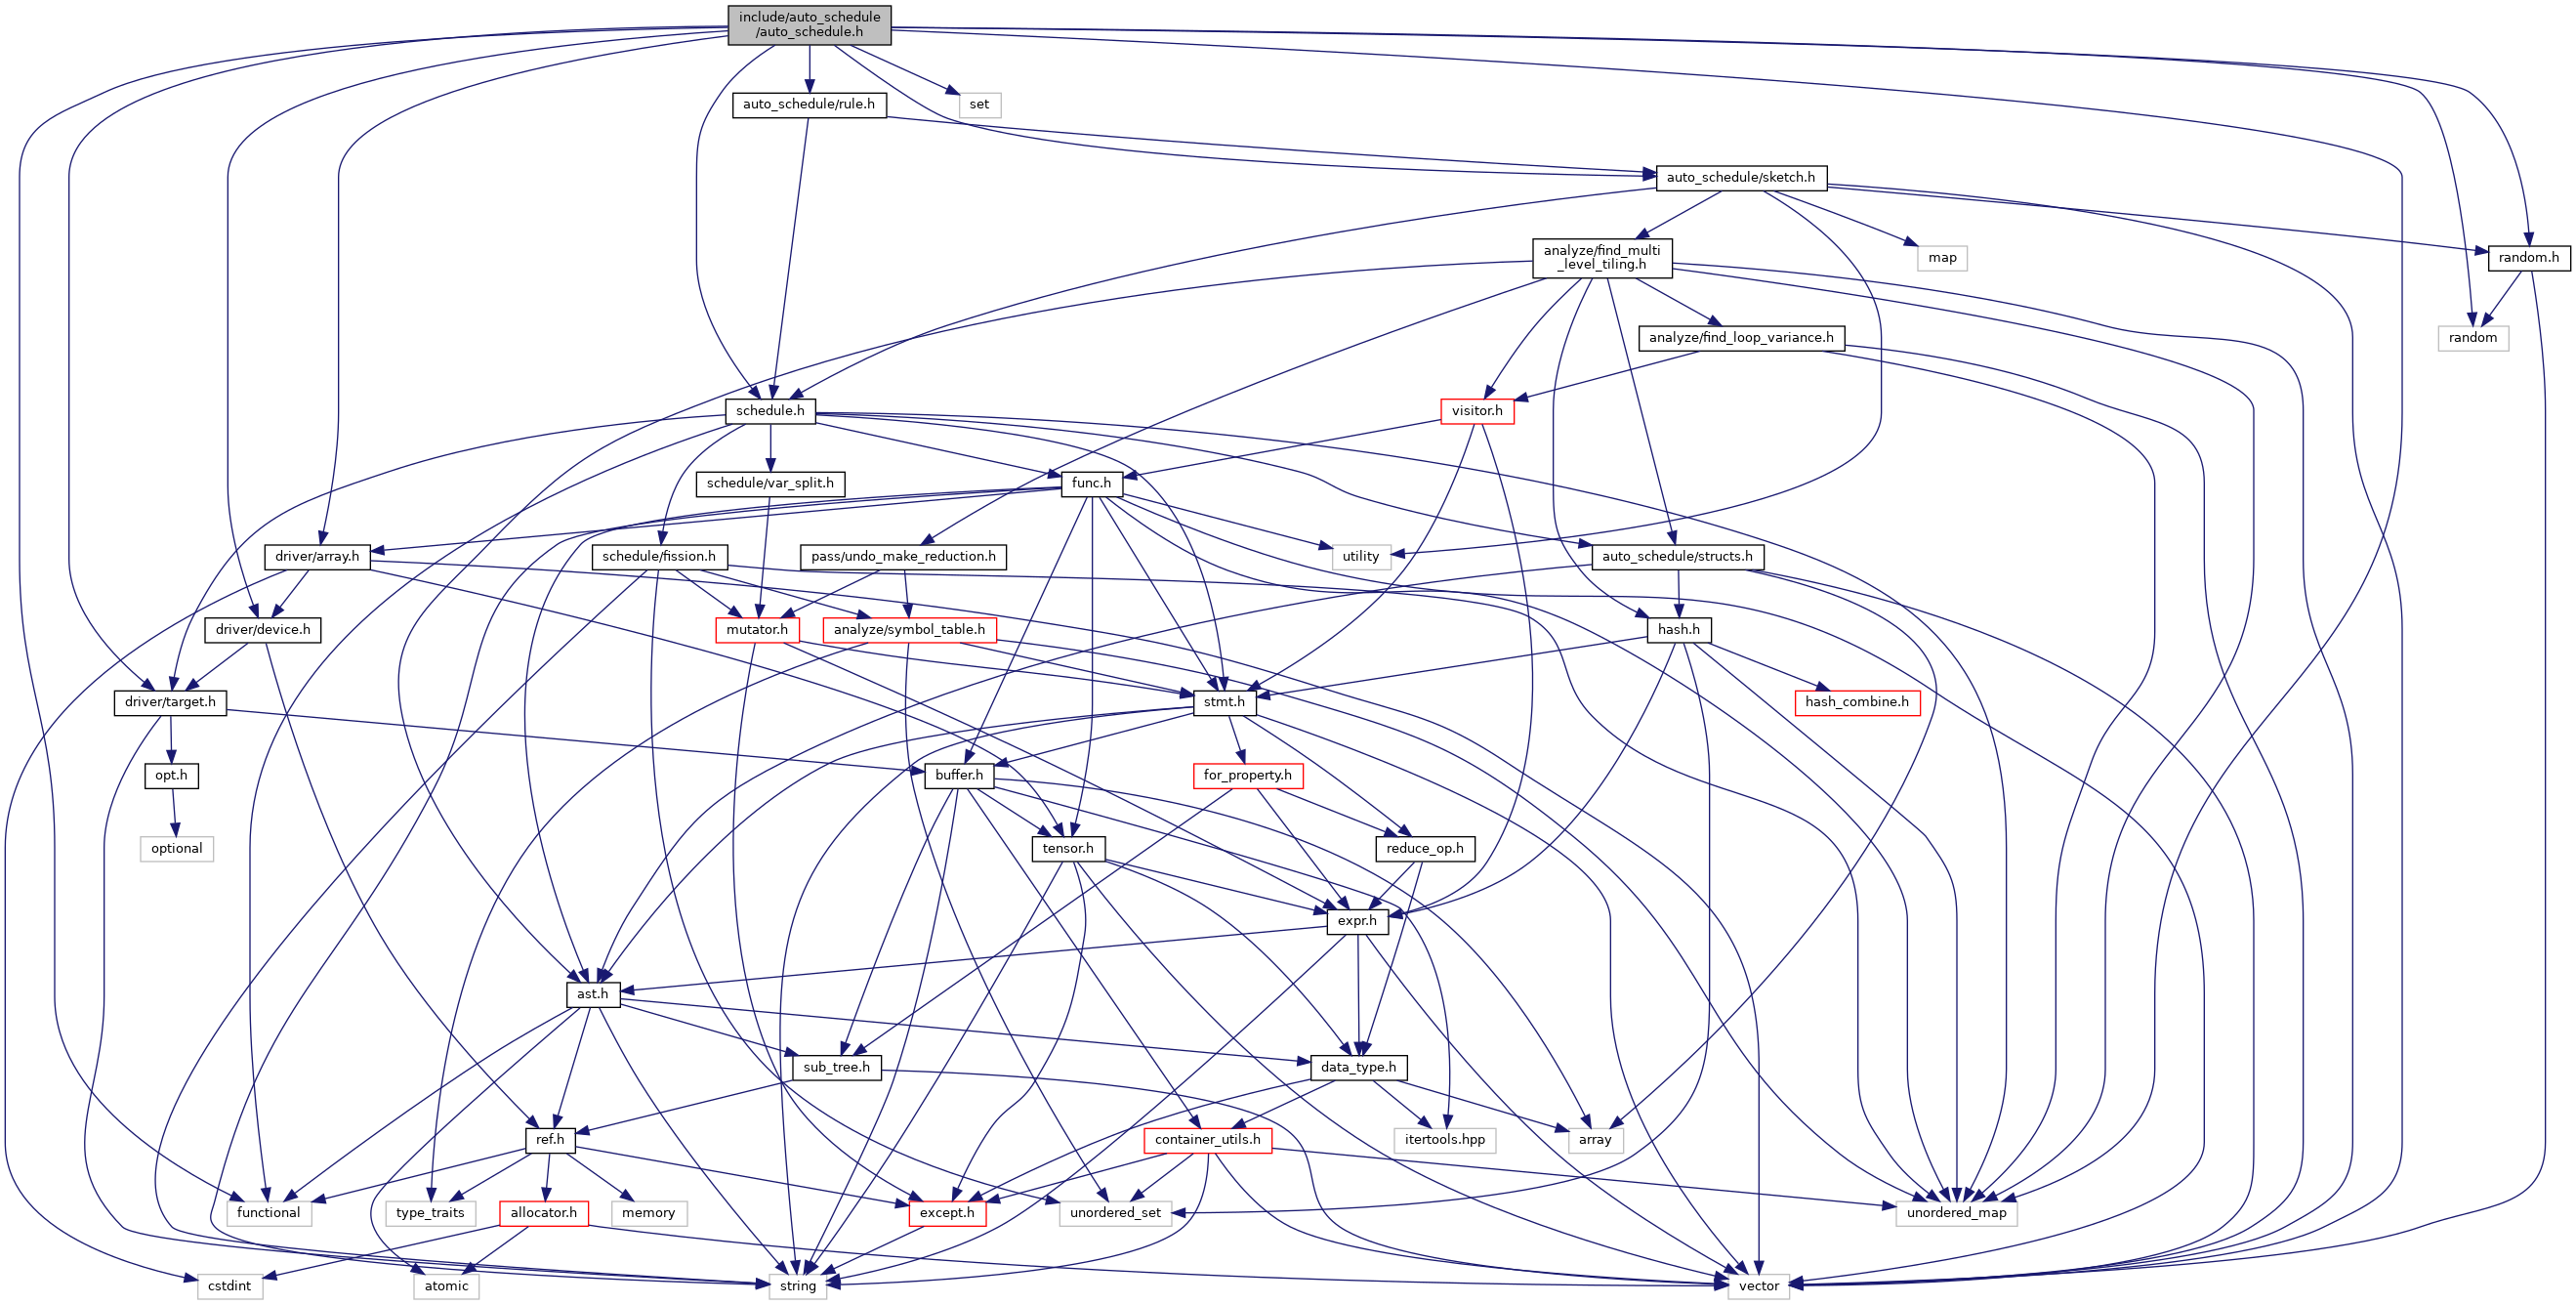 include/auto_schedule
/auto_schedule.h
auto_schedule/rule.h
set
auto_schedule/sketch.h
analyze/find_multi
_level_tiling.h
map
random.h
analyze/find_loop_variance.h
random
schedule.h
visitor.h
schedule/var_split.h
func.h
driver/array.h
schedule/fission.h
pass/undo_make_reduction.h
utility
auto_schedule/structs.h
driver/device.h
mutator.h
analyze/symbol_table.h
hash.h
driver/target.h
stmt.h
hash_combine.h
opt.h
buffer.h
for_property.h
optional
tensor.h
reduce_op.h
expr.h
ast.h
sub_tree.h
data_type.h
ref.h
container_utils.h
itertools.hpp
array
functional
type_traits
allocator.h
memory
except.h
unordered_set
unordered_map
cstdint
atomic
string
vector